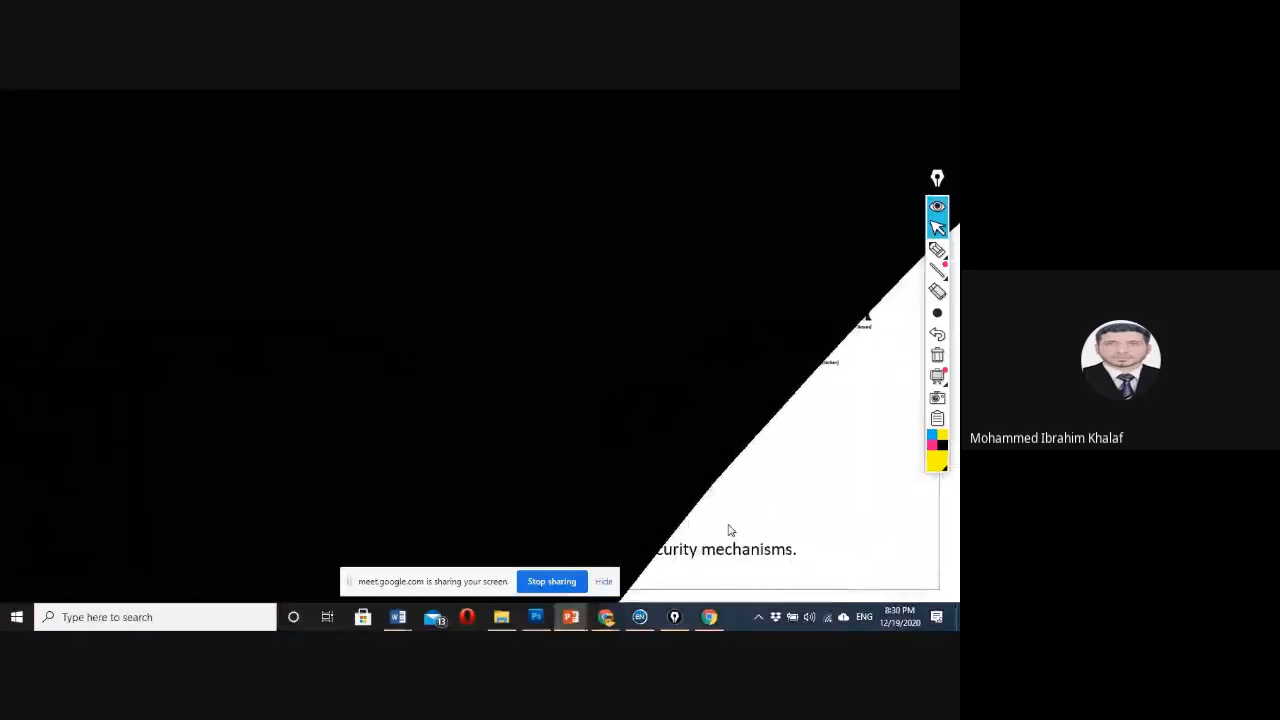 curity mechanisms.
meet.google.com is sharing your screen.
Stop sharing
Hide
Mohammed Ibrahim Khalaf
Type here to search
13
ENG
8:30 PM
12/19/2020